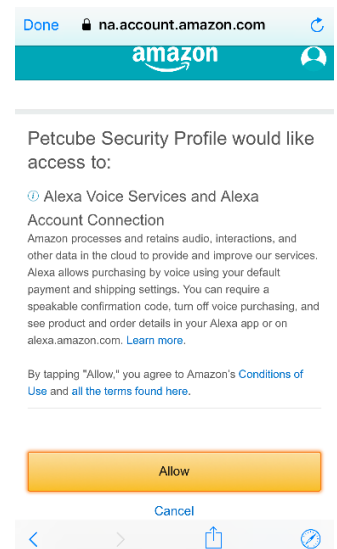 Done na.account.amazon.com
amazon
Petcube Security Profile would like
access to:
Alexa Voice Services and Alexa
Account Connection
Amazon processes and retains audio, interactions, and
other data in the cloud to provide and improve our services.
Alexa allows purchasing by voice using your default
payment and shipping settings. You can require a
speakable confirmation code, turn off voice purchasing, and
see product and order details in your Alexa app or on
alexa.amazon.com. Learn more.
By tapping "Allow," you agree to Amazon's Conditions of
Use and all the terms found here.
Allow
Cancel